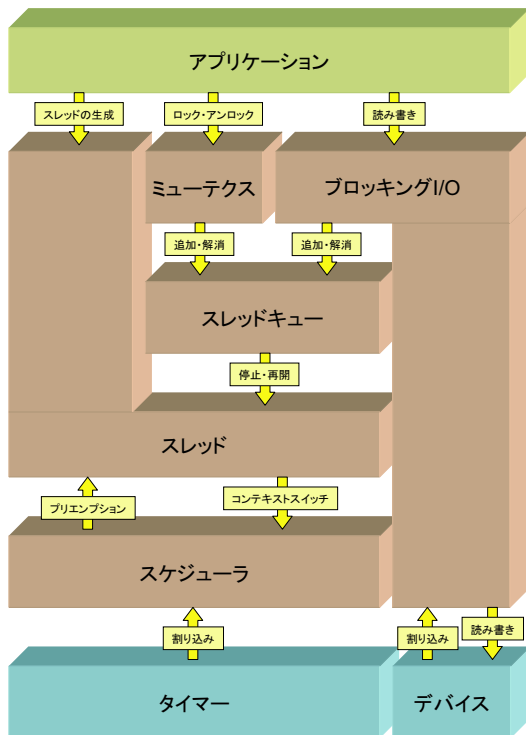 アプリケーション
スレッドの生成
ロック・アンロック
読み書き
ミューテクス
ブロッキングI/O
追加・解消
追加・解消
スレッドキュー
停止・再開
スレッド
プリエンプション
コンテキストスイッチ
スケジューラ
割り込み
割り込み
読み書き
タイマー
デバイス